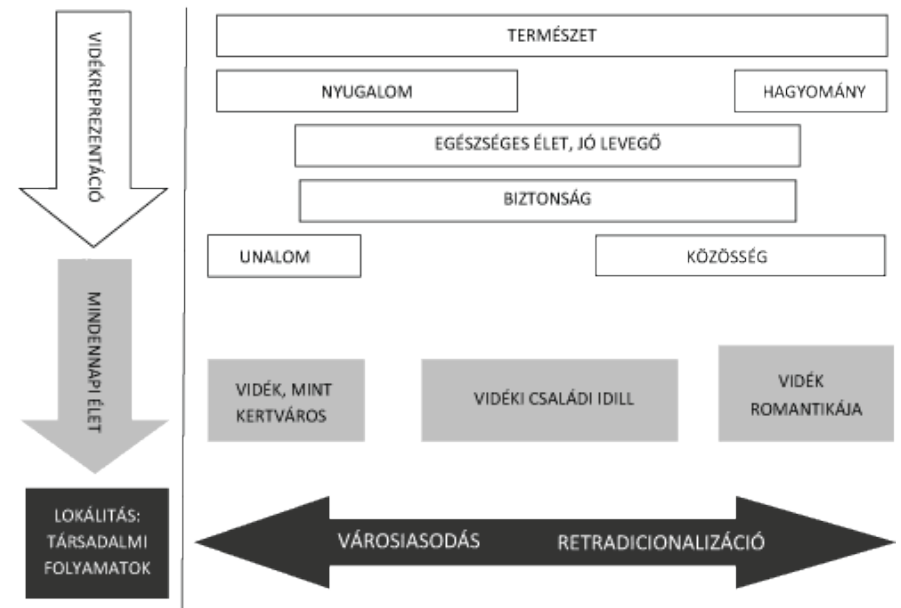 VIDÉKREPREZENTÁCIÓ
TERMÉSZET
NYUGALOM
HAGYOMÁNY
EGÉSZSÉGES ÉLET, JÓ LEVEGŐ
BIZTONSÁG
UNALOM
KÖZÖSSÉG
MINDENNAPI ÉLET
VIDÉK, MINT
KERTVÁROS
VIDÉKI CSALÁDI IDILL
VIDÉK
ROMANTIKÁJA
LOKÁLITÁS:
TÁRSADALMI
FOLYAMATOK
VÁROSIASODÁS
RETRADICIONALIZÁCIÓ